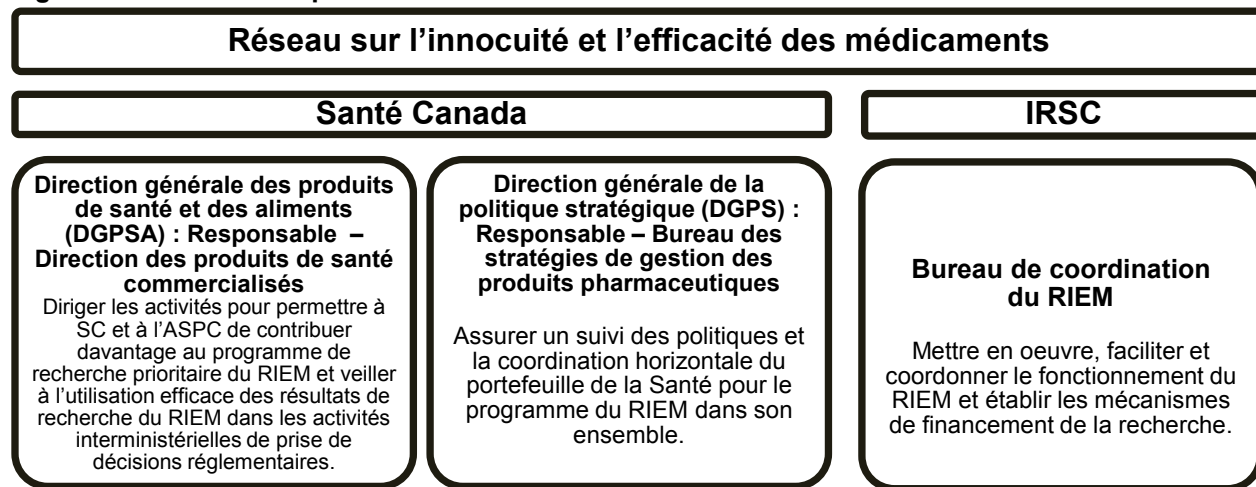 Réseau sur l'innocuité et l'efficacité des médicaments
Santé Canada
IRSC
Direction générale des produits
de santé et des aliments
(DGPSA) : Responsable –
Direction des produits de santé
commercialisés
Diriger les activités pour permettre à
SC et à l'ASPC de contribuer
davantage au programme de
recherche prioritaire du RIEM et veiller
à l'utilisation efficace des résultats de
recherche du RIEM dans les activités
interministérielles de prise de
décisions réglementaires.
Direction générale de la
politique stratégique (DGPS) :
Responsable – Bureau des
stratégies de gestion des
produits pharmaceutiques
Assurer un suivi des politiques et
la coordination horizontale du
portefeuille de la Santé pour le
programme du RIEM dans son
ensemble.
Bureau de coordination
du RIEM
Mettre en oeuvre, faciliter et
coordonner le fonctionnement du
RIEM et établir les mécanismes
de financement de la recherche.